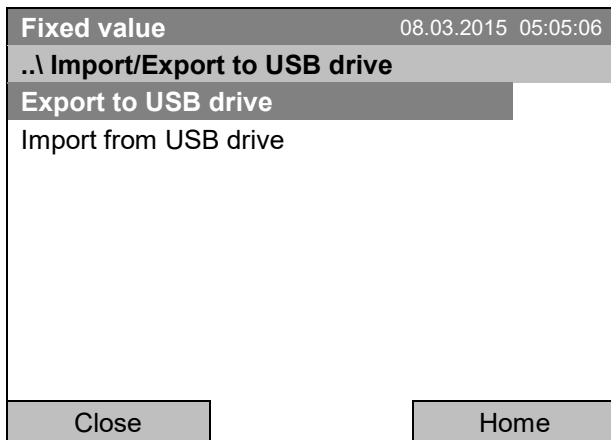 Fixed value 08.03.2015 05:05:06
..\ Import/Export to USB drive
Export to USB drive
Import from USB drive
Close Home